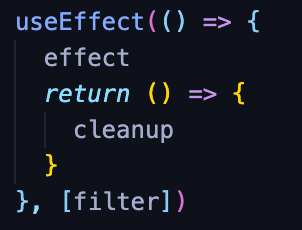 useEffect(() => {
  effect
  return () => {
    cleanup
  }
}, [filter])